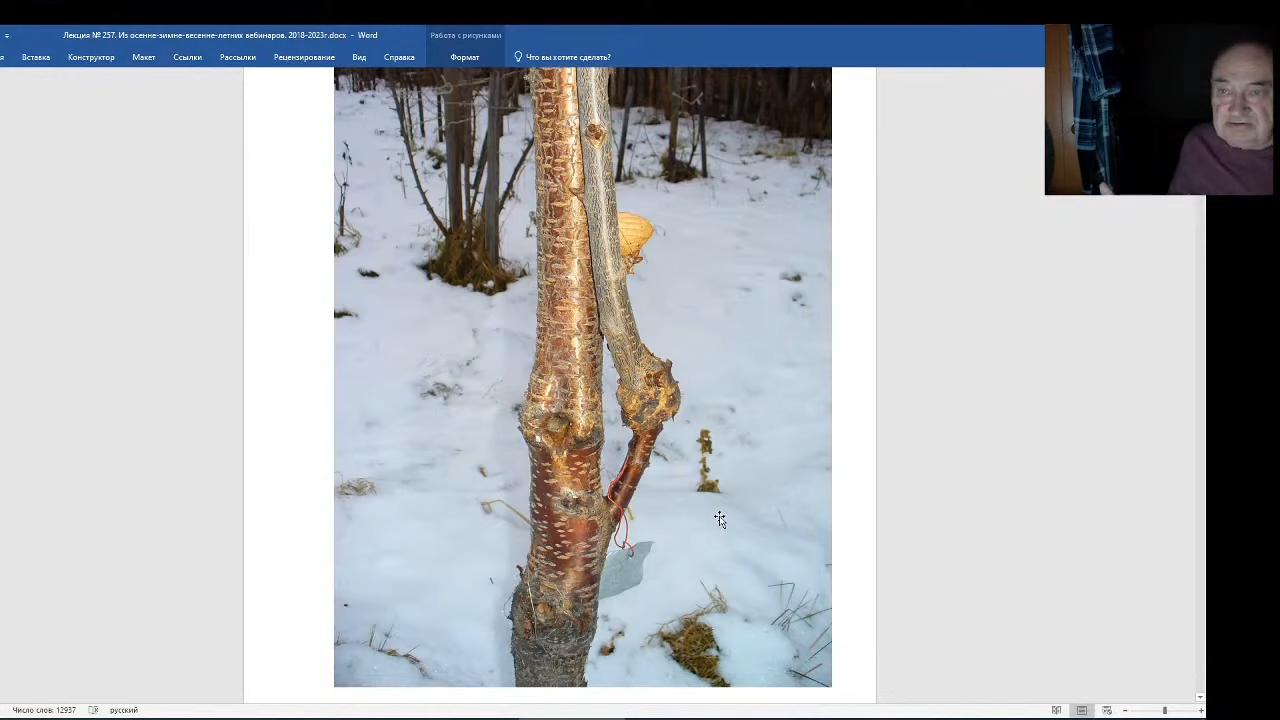 Лекция № 257. Из осенне-зимне-весенне-летних вебинаров. 2018-2023г.docx - Word
Работа с рисунками
Вставка Конструктор Макет Ссылки Рассылки Рецензирование Вид Справка Формат Что вы хотите сделать?
Число слов: 12937 русский